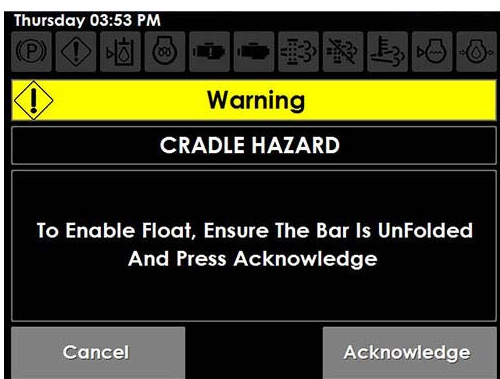 Thursday 03:53 PM
(P)
Warning
CRADLE HAZARD
To Enable Float, Ensure The Bar Is UnFolded
And Press Acknowledge
Cancel
Acknowledge